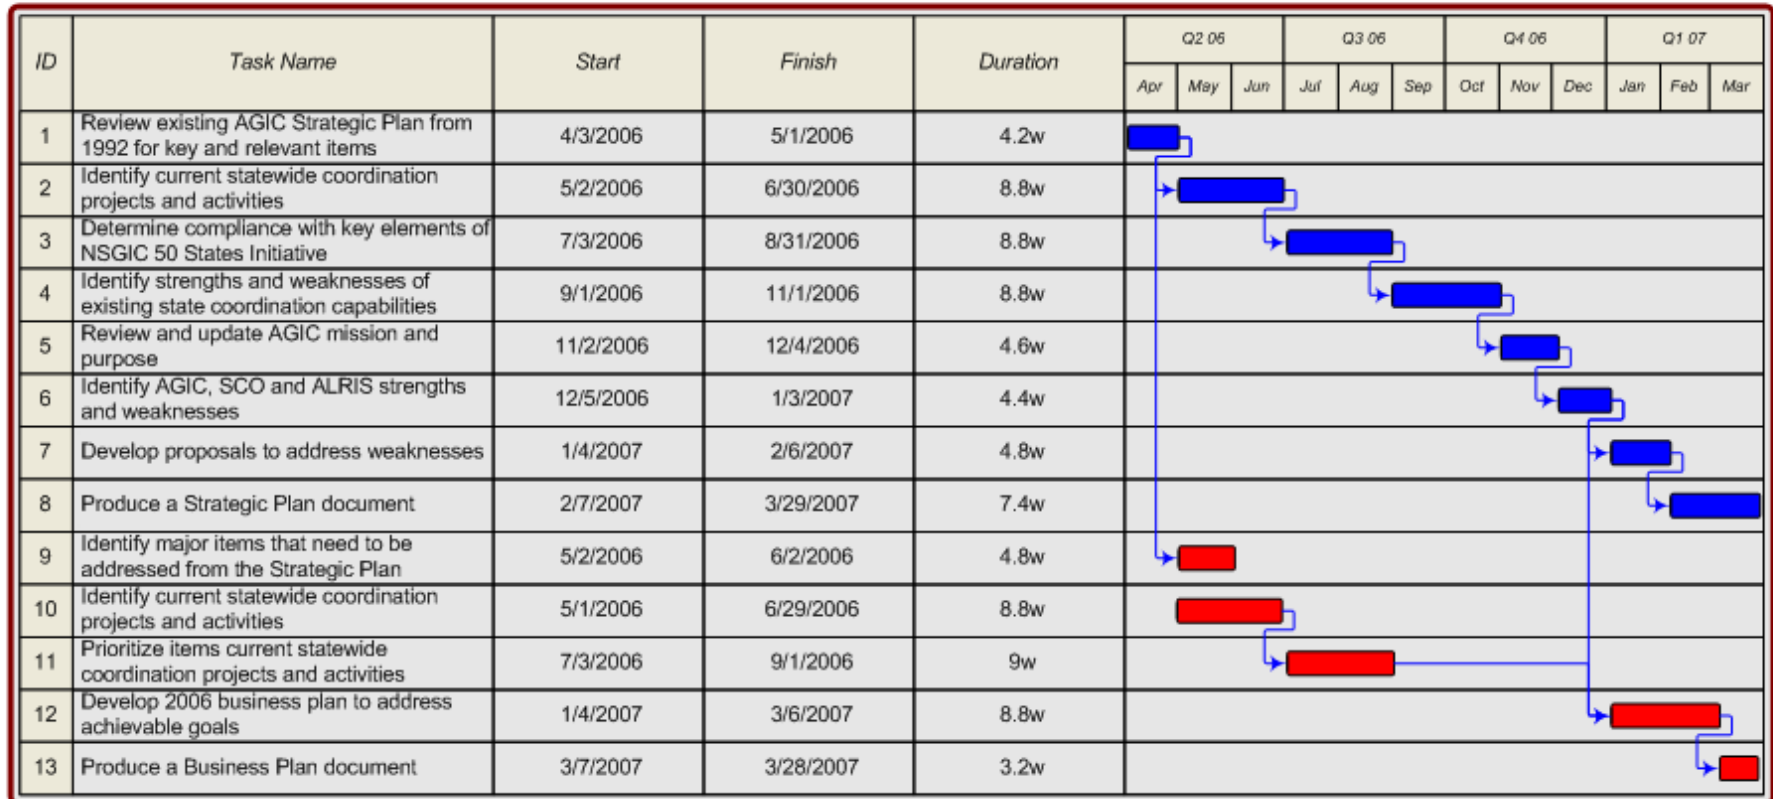 ID Task Name Start Finish Duration Q2 06 Q3 06 Q4 06 Q1 07
Apr May Jun Jul Aug Sep Oct Nov Dec Jan Feb Mar
1 Review existing AGIC Strategic Plan from 4/3/2006 5/1/2006 4.2w
1992 for key and relevant items
2 Identify current statewide coordination 5/2/2006 6/30/2006 8.8w
projects and activities
3 Determine compliance with key elements of 7/3/2006 8/31/2006 8.8w
NSGIC 50 States Initiative
4 Identify strengths and weaknesses of 9/1/2006 11/1/2006 8.8w
existing state coordination capabilities
5 Review and update AGIC mission and 11/2/2006 12/4/2006 4.6w
purpose
6 Identify AGIC, SCO and ALRIS strengths 12/5/2006 1/3/2007 4.4w
and weaknesses
7 Develop proposals to address weaknesses 1/4/2007 2/6/2007 4.8w
8 Produce a Strategic Plan document 2/7/2007 3/29/2007 7.4w
9 Identify major items that need to be 5/2/2006 6/2/2006 4.8w
addressed from the Strategic Plan
10 Identify current statewide coordination 5/1/2006 6/29/2006 8.8w
projects and activities
11 Prioritize items current statewide 7/3/2006 9/1/2006 9w
coordination projects and activities
12 Develop 2006 business plan to address 1/4/2007 3/6/2007 8.8w
achievable goals
13 Produce a Business Plan document 3/7/2007 3/28/2007 3.2w